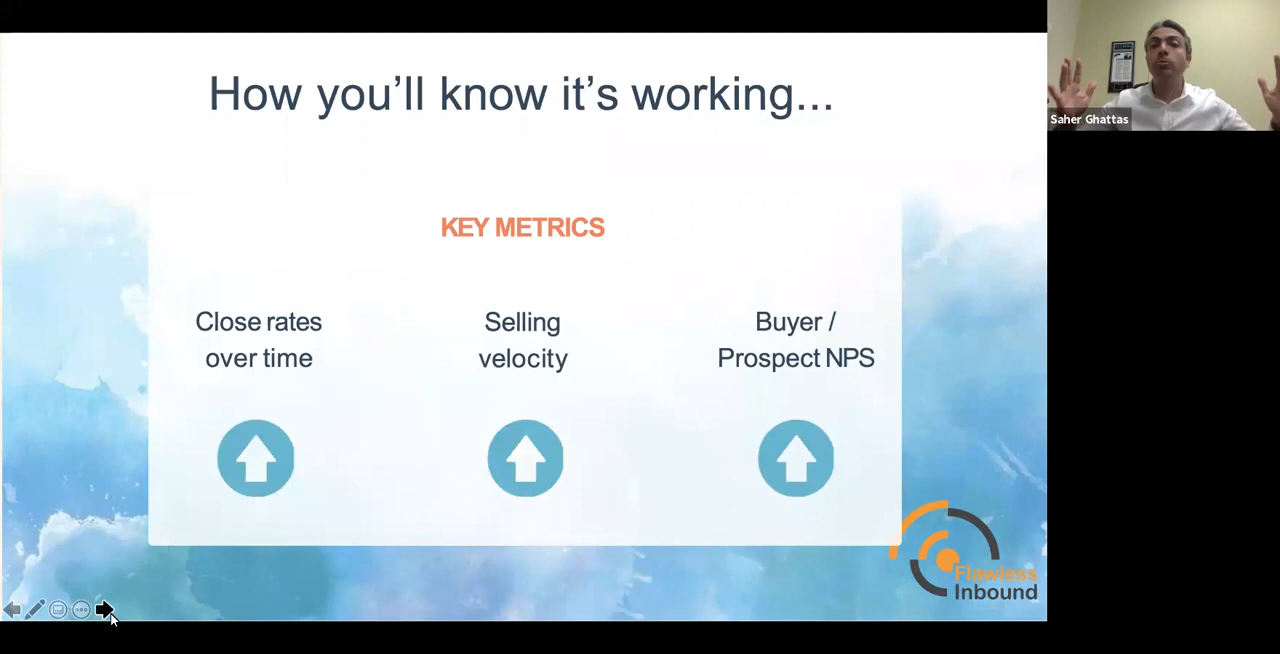 How you’ll know it’s working...
KEY METRICS
Close rates
over time
Selling
velocity
Buyer /
Prospect NPS
Flawless
Inbound
Saher Ghattas